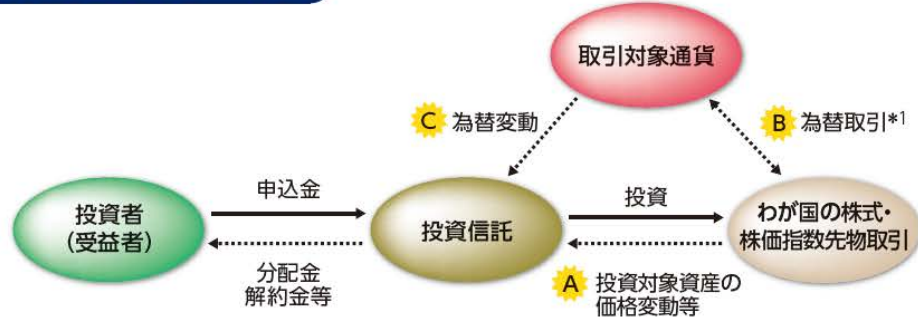 取引対象通貨
C 為替変動
B 為替取引*1
申込金
投資
投資者
(受益者)
投資信託
わが国の株式・
株価指数先物取引
分配金
解約金等
A 投資対象資産の
価格変動等